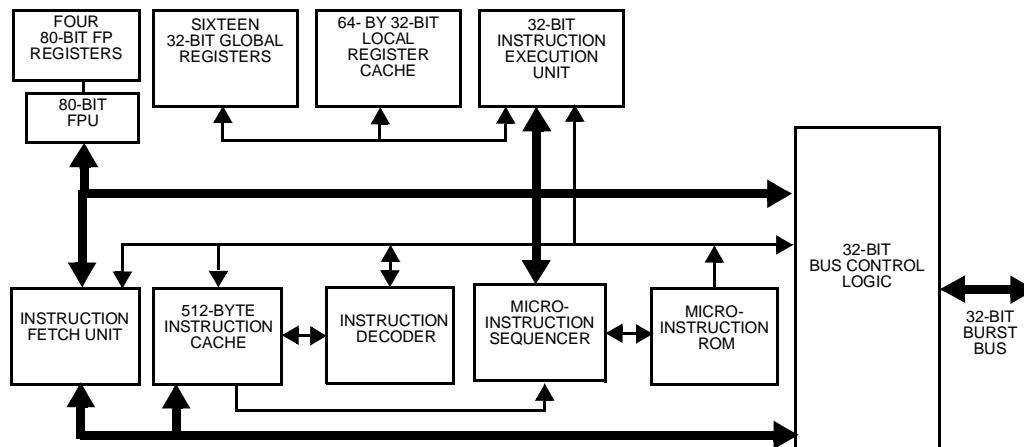 FOUR
80-BIT FP
REGISTERS
80-BIT
FPU
SIXTEEN
32-BIT GLOBAL
REGISTERS
64- BY 32-BIT
LOCAL
REGISTER
CACHE
32-BIT
INSTRUCTION
EXECUTION
UNIT
INSTRUCTION
FETCH UNIT
512-BYTE
INSTRUCTION
CACHE
INSTRUCTION
DECODER
MICRO-
INSTRUCTION
SEQUENCER
MICRO-
INSTRUCTION
ROM
32-BIT
BUS CONTROL
LOGIC
32-BIT
BURST
BUS